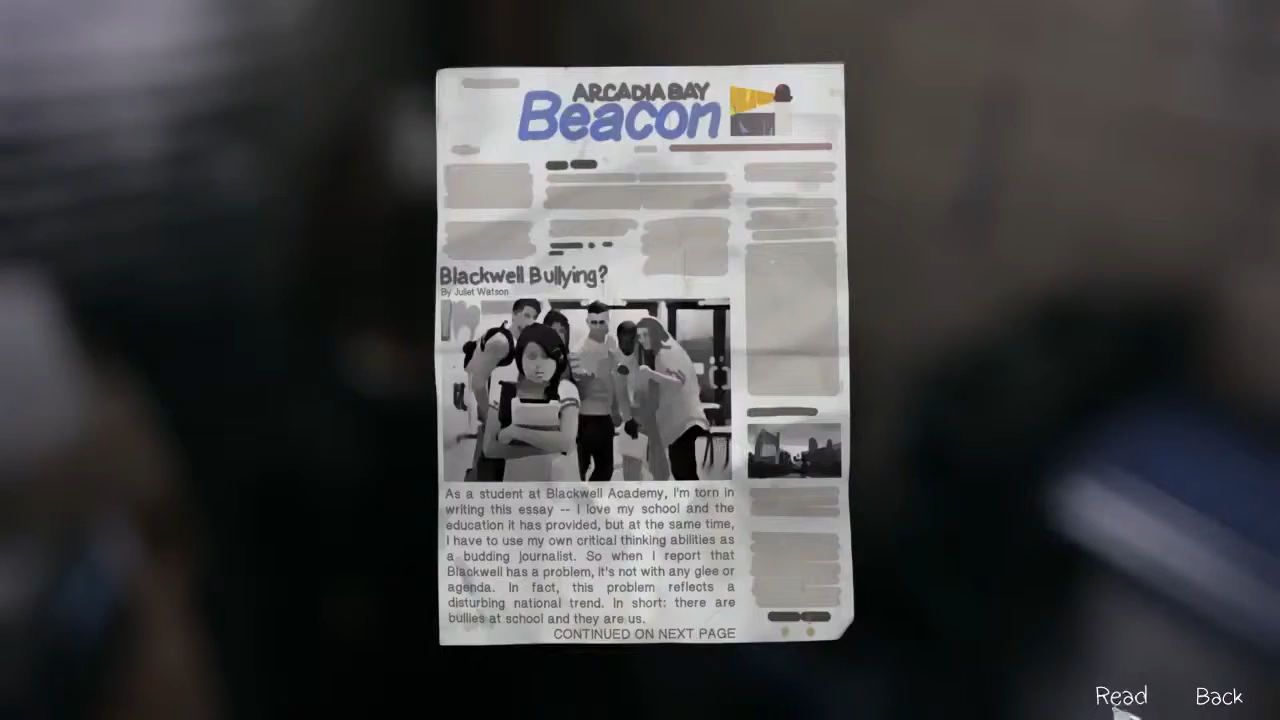 ARCADIA BAY
Beacon
Blackwell Bullying?
By Juliet Watson
As a student at Blackwell Academy, I'm torn in
writing this essay -- I love my school and the
education it has provided, but at the same time,
I have to use my own critical thinking abilities as
a budding journalist. So when I report that
Blackwell has a problem, it's not with any glee or
agenda. In fact, this problem reflects a
disturbing national trend. In short: there are
bullies at school and they are us.
CONTINUED ON NEXT PAGE
Read
Back